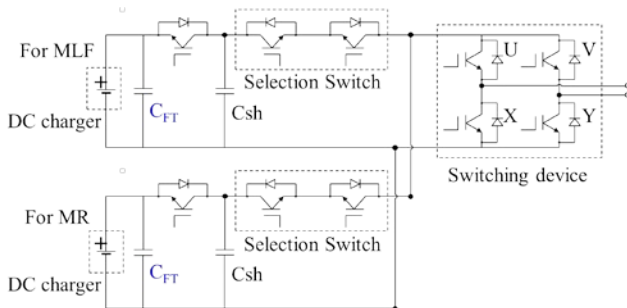 For MLF
+
DC charger
C_FT
Csh
Selection Switch
U
V
X
Y
Switching device
For MR
+
DC charger
C_FT
Csh
Selection Switch